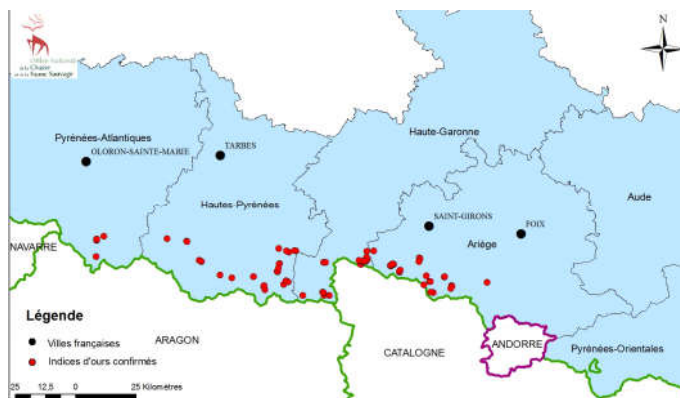 Office National
de la Chasse
et de la Faune Sauvage
N
Pyrénées-Atlantiques
OLORON-SAINTE-MARIE
TARBES
Haute-Garonne
Hautes-Pyrénées
SAINT-GIRONS
FOIX
Ariège
Aude
NAVARRE
Légende
Villes françaises
Indices d'ours confirmés
ARAGON
CATALOGNE
ANDORRE
Pyrénées-Orientales
25 12,5 0 25 Kilomètres